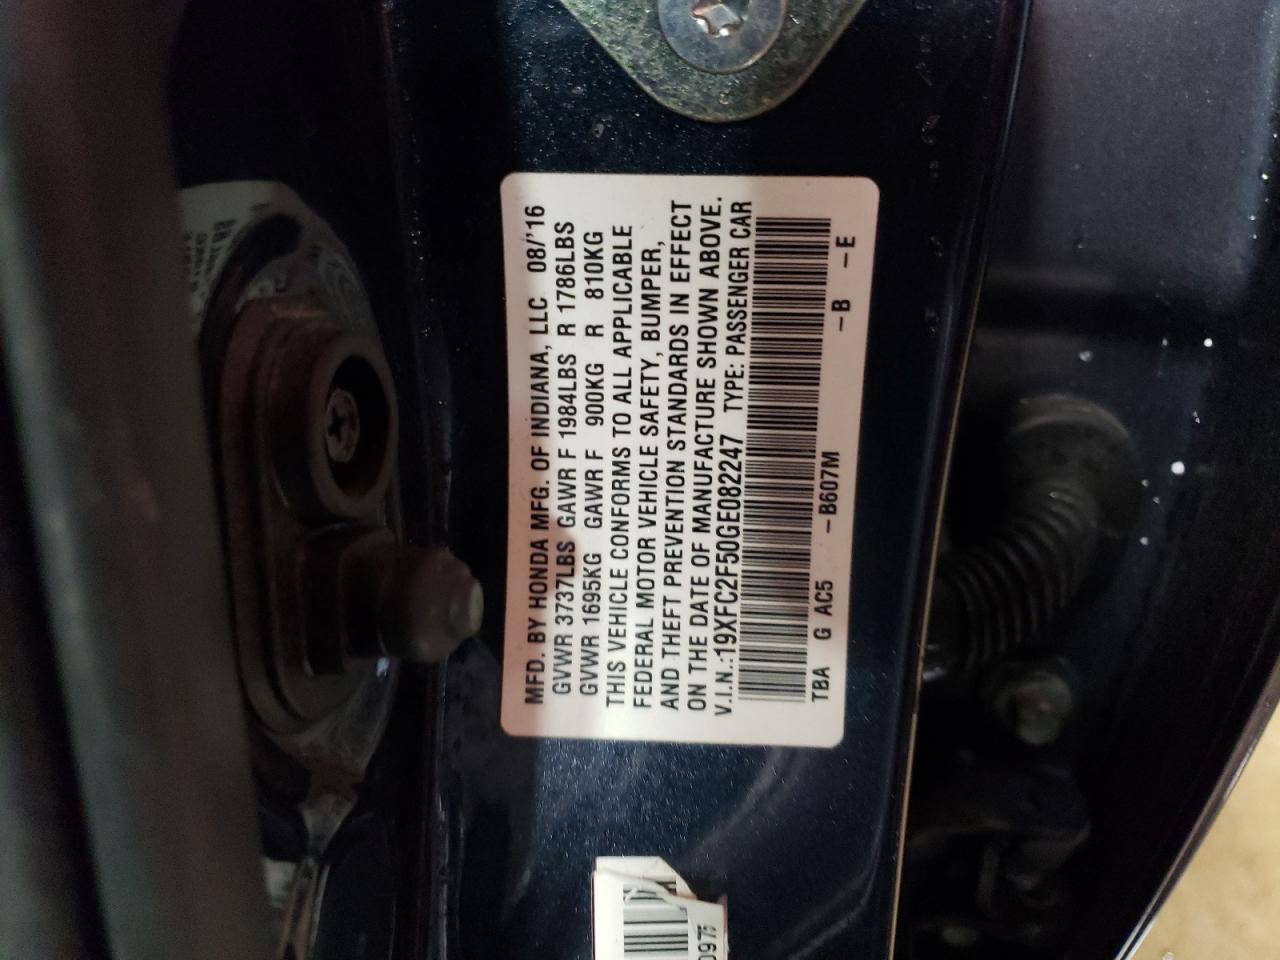 MFD. BY HONDA MFG. OF INDIANA, LLC 08/'16
GVWR 3737LBS GAWR F 1984LBS R 1786LBS
GVWR 1695KG GAWR F 900KG R 810KG
THIS VEHICLE CONFORMS TO ALL APPLICABLE
FEDERAL MOTOR VEHICLE SAFETY, BUMPER,
AND THEFT PREVENTION STANDARDS IN EFFECT
ON THE DATE OF MANUFACTURE SHOWN ABOVE.
V.I.N.:19XFC2F50GE082247 TYPE: PASSENGER CAR
TBA G AC5 -B607M -B -E